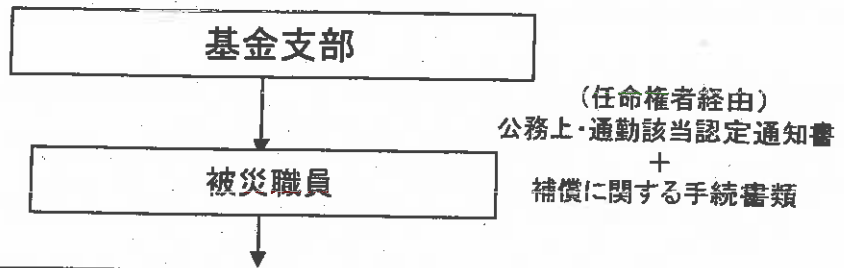 基金支部
(任命権者経由)
公務上・通勤該当認定通知書
+
被災職員
補償に関する手続書類